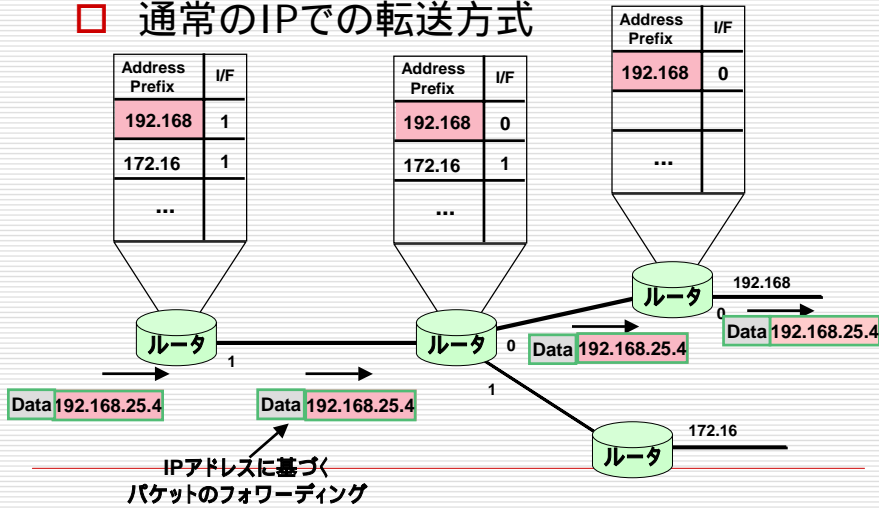 通常のIPでの転送方式
Address Prefix I/F
192.168 1
172.16 1
...
Address Prefix I/F
192.168 0
172.16 1
...
Address Prefix I/F
192.168 0
...
ルータ
1
ルータ
0
1
ルータ
192.168
0
ルータ
172.16
Data 192.168.25.4
Data 192.168.25.4
Data 192.168.25.4
Data 192.168.25.4
IPアドレスに基づく
パケットのフォワーディング